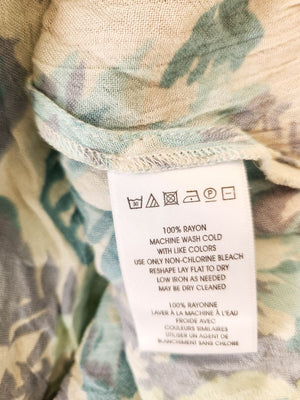 100% RAYON
MACHINE WASH COLD
WITH LIKE COLORS
USE ONLY NON-CHLORINE BLEACH
RESHAPE LAY FLAT TO DRY
LOW IRON AS NEEDED
MAY BE DRY CLEANED
100% RAYONNE
LAVER À LA MACHINE À L'EAU
FROIDE AVEC
COULEURS SIMILAIRES
UTILISER UN AGENT DE
BLANCHIMENT SANS CHLORE